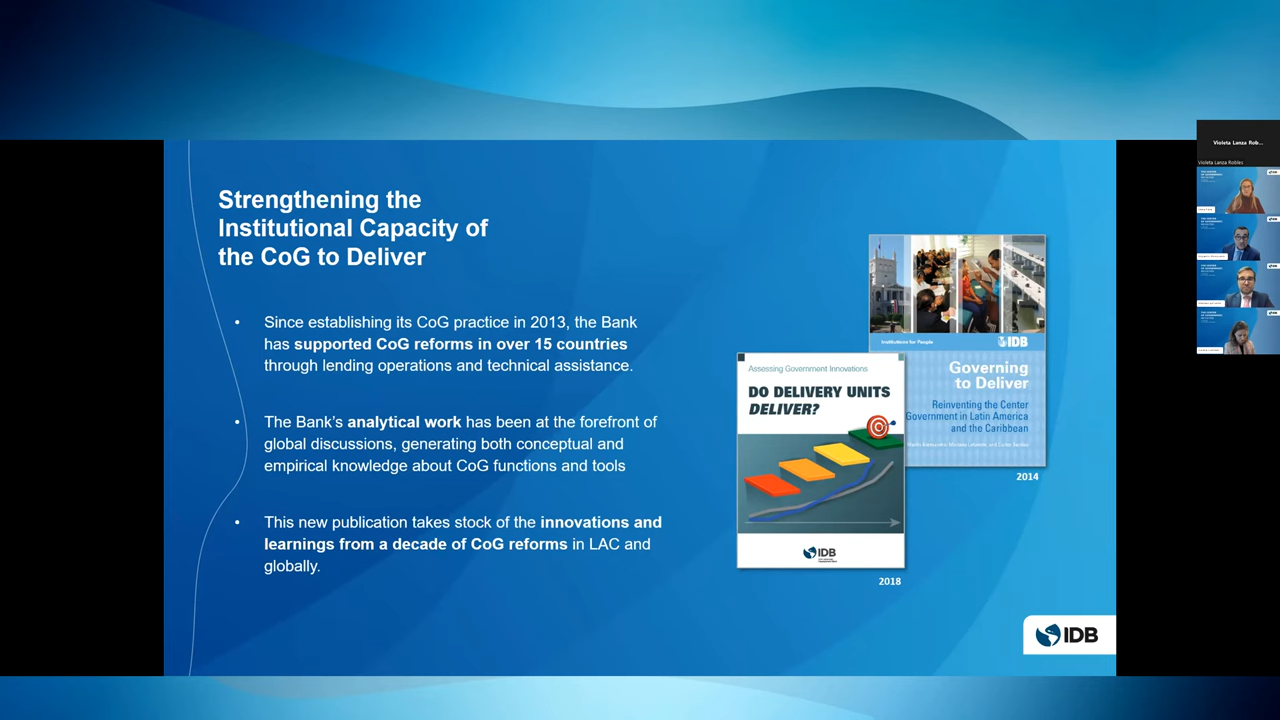 Strengthening the
Institutional Capacity of
the CoG to Deliver
• Since establishing its CoG practice in 2013, the Bank
has supported CoG reforms in over 15 countries
through lending operations and technical assistance.
• The Bank's analytical work has been at the forefront of
global discussions, generating both conceptual and
empirical knowledge about CoG functions and tools
• This new publication takes stock of the innovations and
learnings from a decade of CoG reforms in LAC and
globally.
Institutions for People
IDB
Governing
to Deliver
Reinventing the Center
Government in Latin America
and the Caribbean
2014
Assessing Government Innovations
DO DELIVERY UNITS
DELIVER?
IDB
2018
IDB
Violeta Lanza Rob...
Violeta Lanza Robles